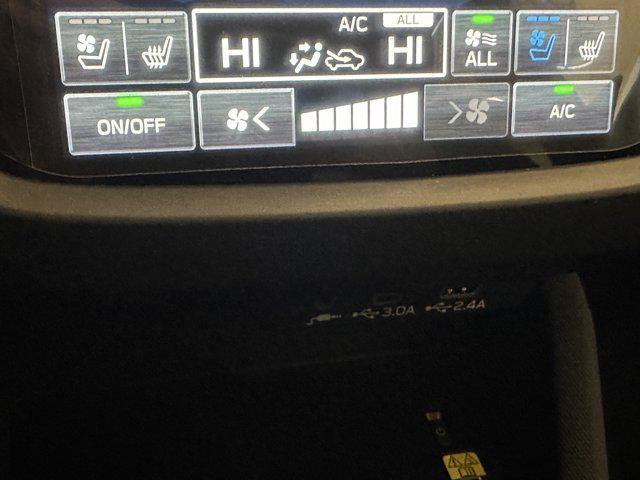 A/C ALL
HI HI
ALL
ON/OFF
<
>
A/C
3.0A 2.4A